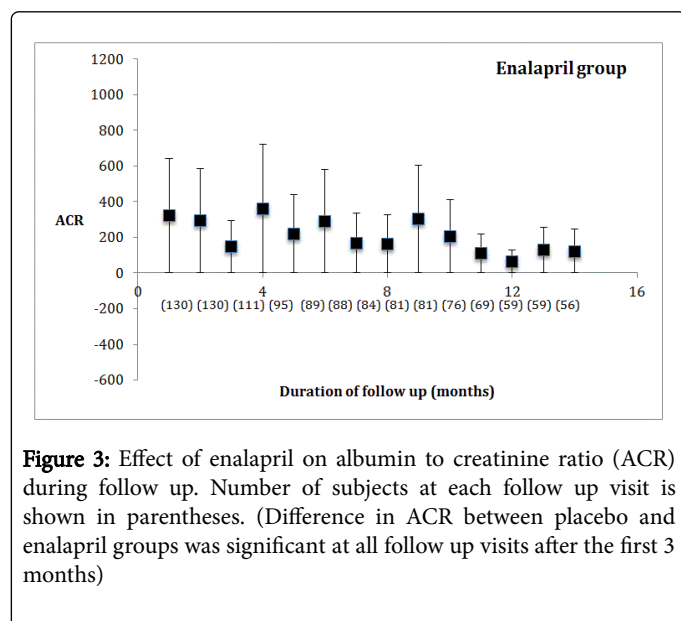 1200
Enalapril group
1000
800
600
400
ACR
200
0
0 4 8 12 16
-200
(130) (130) (111) (95) (89) (88) (84) (81) (81) (76) (69) (59) (59) (56)
-400
-600
Duration of follow up (months)
Figure 3: Effect of enalapril on albumin to creatinine ratio (ACR)
during follow up. Number of subjects at each follow up visit is
shown in parentheses. (Difference in ACR between placebo and
enalapril groups was significant at all follow up visits after the first 3
months)